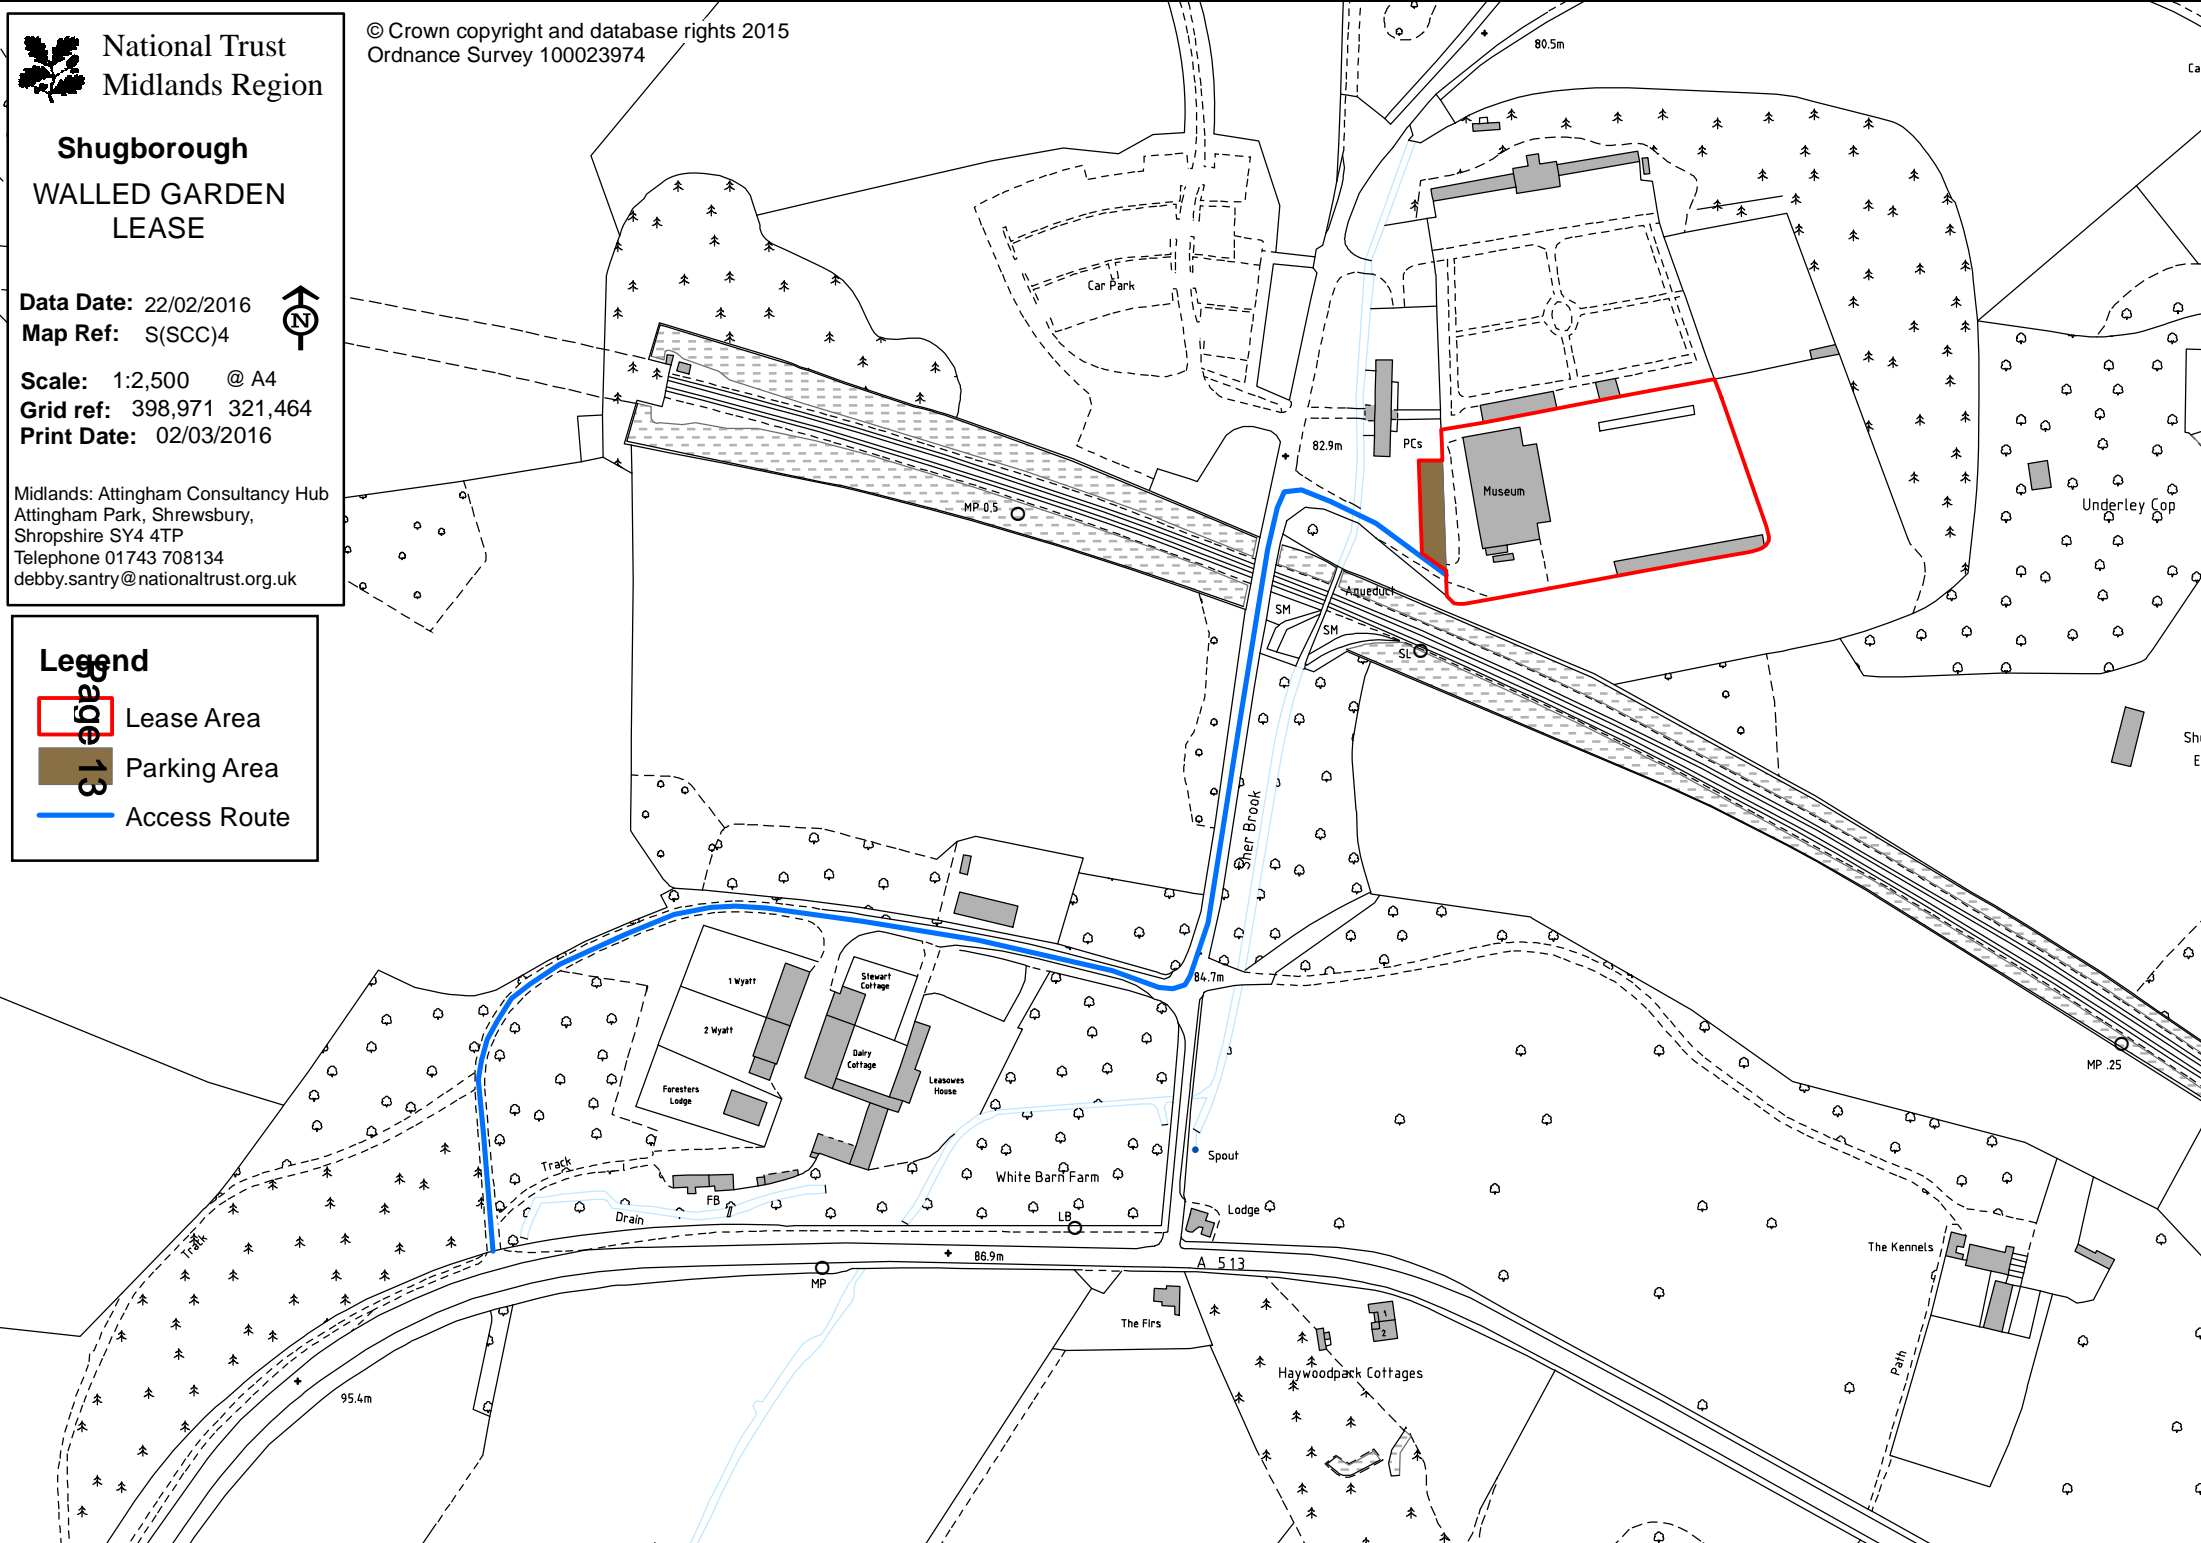 National Trust
Midlands Region
Shugborough
WALLED GARDEN
LEASE
Data Date: 22/02/2016
Map Ref: S(SCC)4
N
Scale: 1:2,500 @ A4
Grid ref: 398,971 321,464
Print Date: 02/03/2016
Midlands: Attingham Consultancy Hub
Attingham Park, Shrewsbury,
Shropshire SY4 4TP
Telephone 01743 708134
debby.santry@nationaltrust.org.uk
Legend
Lease Area
Parking Area
Access Route
Page 13
© Crown copyright and database rights 2015
Ordnance Survey 100023974
80.5m
Car Park
82.9m
PCs
Museum
MP 0.5
Underley Cop
Aqueduct
SM
SM
SL
Sher Brook
84.7m
MP .25
1 Wyatt
2 Wyatt
Foresters
Lodge
Stewart
Cottage
Dairy
Cottage
Leasowes
House
Track
Track
FB
Drain
White Barn Farm
LB
Spout
Lodge
86.9m
MP
A 513
The Firs
1
2
Haywoodpark Cottages
The Kennels
Path
95.4m